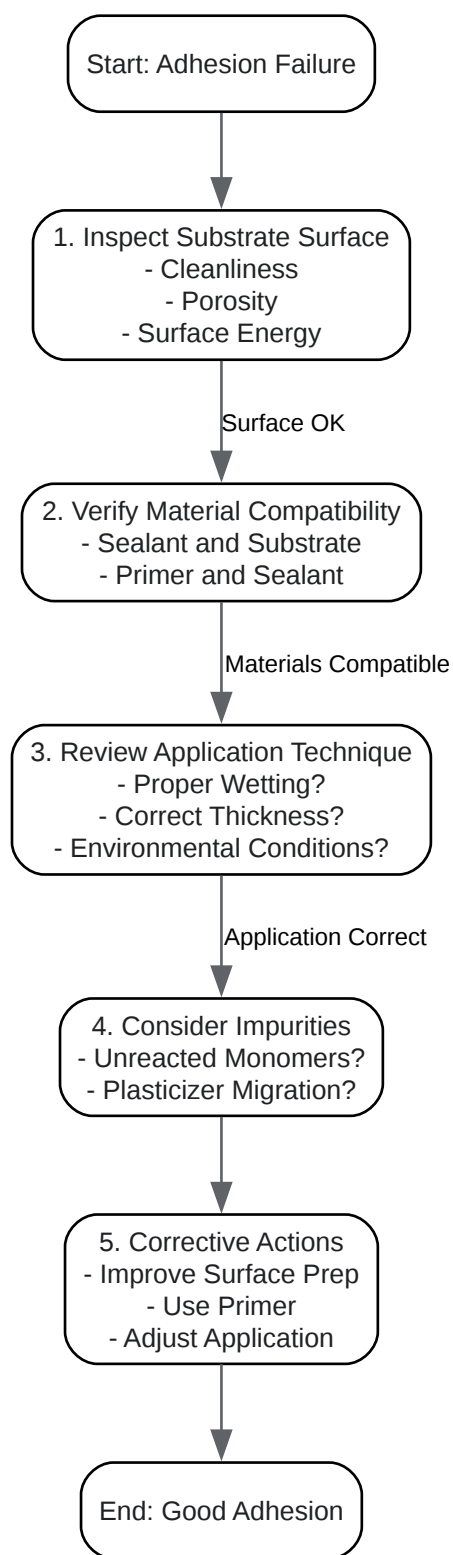 Start: Adhesion Failure
1. Inspect Substrate Surface
- Cleanliness
- Porosity
- Surface Energy
Surface OK
2. Verify Material Compatibility
- Sealant and Substrate
- Primer and Sealant
Materials Compatible
3. Review Application Technique
- Proper Wetting?
- Correct Thickness?
- Environmental Conditions?
Application Correct
4. Consider Impurities
- Unreacted Monomers?
- Plasticizer Migration?
5. Corrective Actions
- Improve Surface Prep
- Use Primer
- Adjust Application
End: Good Adhesion